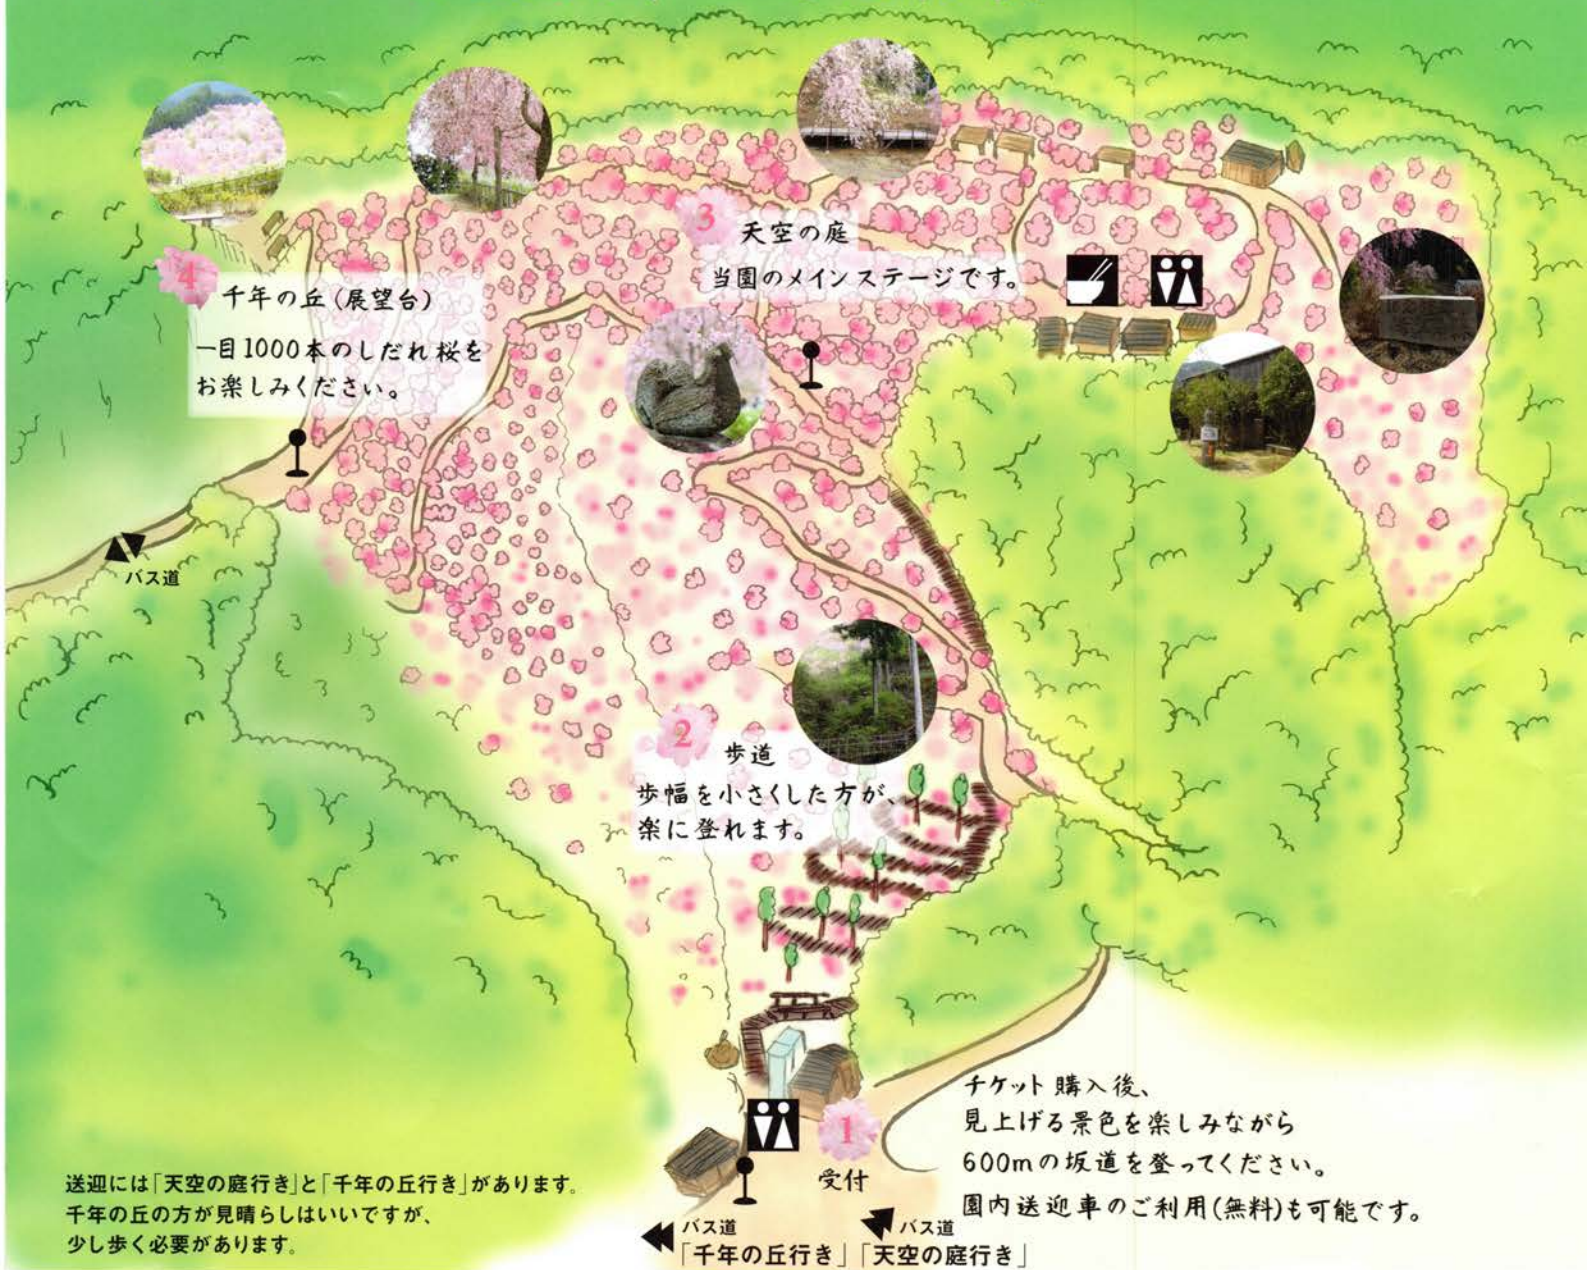 3
天空の庭
当園のメインステージです。
4
千年の丘(展望台)
一目1000本のしだれ桜を
お楽しみください。
バス道
2
歩道
歩幅を小さくした方が、
楽に登れます。
1
受付
チケット購入後、
見上げる景色を楽しみながら
600mの坂道を登ってください。
園内送迎車のご利用(無料)も可能です。
送迎には「天空の庭行き」と「千年の丘行き」があります。
千年の丘の方が見晴らしはいいですが、
少し歩く必要があります。
バス道
「千年の丘行き」
バス道
「天空の庭行き」